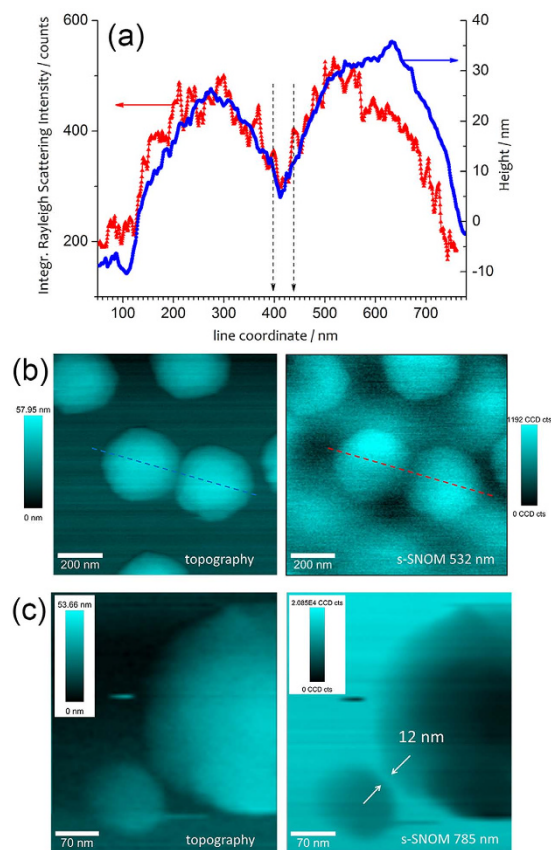 (a)
600
400
200
Integr. Rayleigh Scattering Intensity / counts
40
30
20
10
0
-10
Height / nm
100 200 300 400 500 600 700
line coordinate / nm
(b)
57.95 nm
0 nm
200 nm
topography
200 nm
s-SNOM 532 nm
1192 CCD cts
0 CCD cts
(c)
53.66 nm
0 nm
70 nm
topography
2.085E4 CCD cts
0 CCD cts
12 nm
70 nm
s-SNOM 785 nm